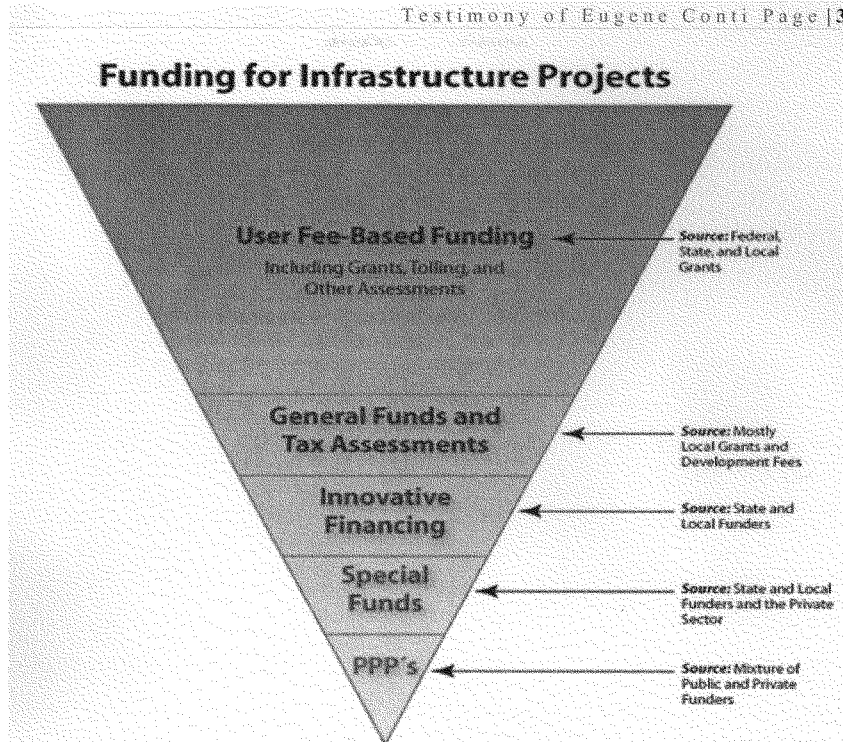 Testimony of Eugene Conti Page |3
Funding for Infrastructure Projects
User Fee-Based Funding
Including Grants, Tolling, and
Other Assessments
Source: Federal,
State, and Local
Grants
General Funds and
Tax Assessments
Source: Mostly
Local Grants and
Development Fees
Innovative
Financing
Source: State and
Local Funders
Special
Funds
Source: State and Local
Funders and the Private
Sector
PPP's
Source: Mixture of
Public and Private
Funders